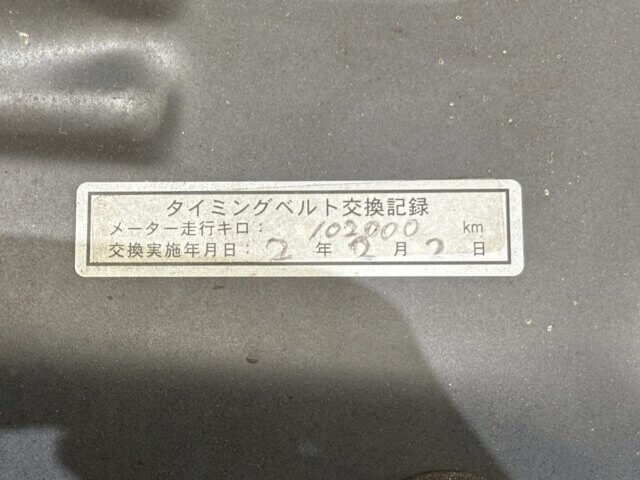 タイミングベルト交換記録
メーター走行キロ: 102000 km
交換実施年月日: 2 年 2 月 2 日